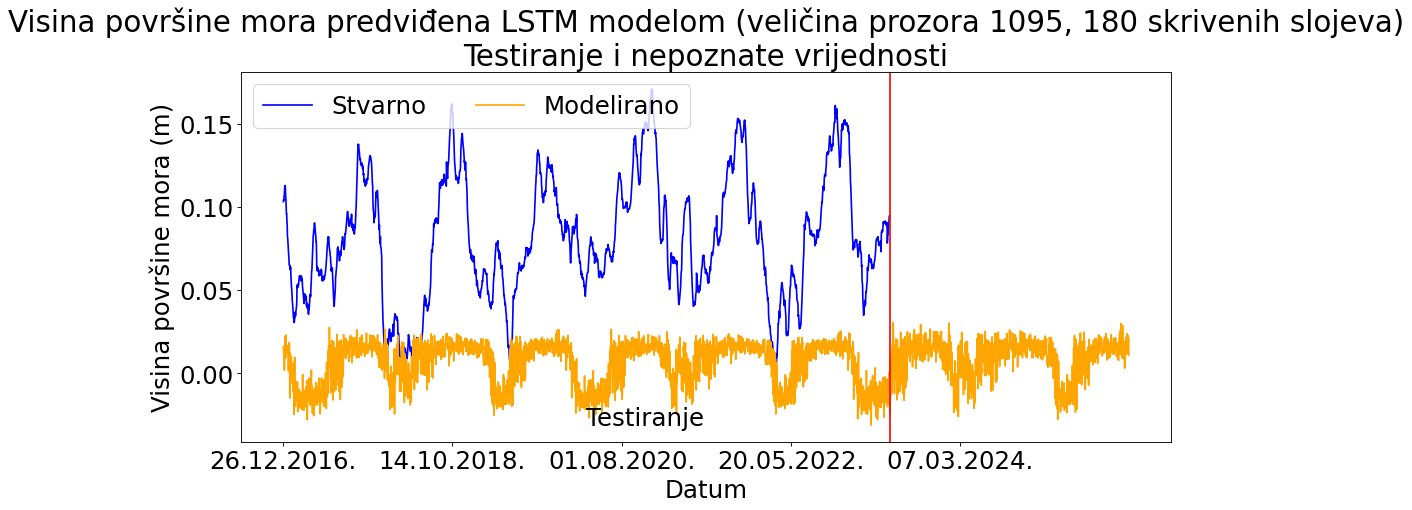 Visina površine mora predviđena LSTM modelom (veličina prozora 1095, 180 skrivenih slojeva)
Testiranje i nepoznate vrijednosti
Stvarno
Modelirano
Visina površine mora (m)
0.15
0.10
0.05
0.00
Testiranje
26.12.2016.
14.10.2018.
01.08.2020.
20.05.2022.
07.03.2024.
Datum